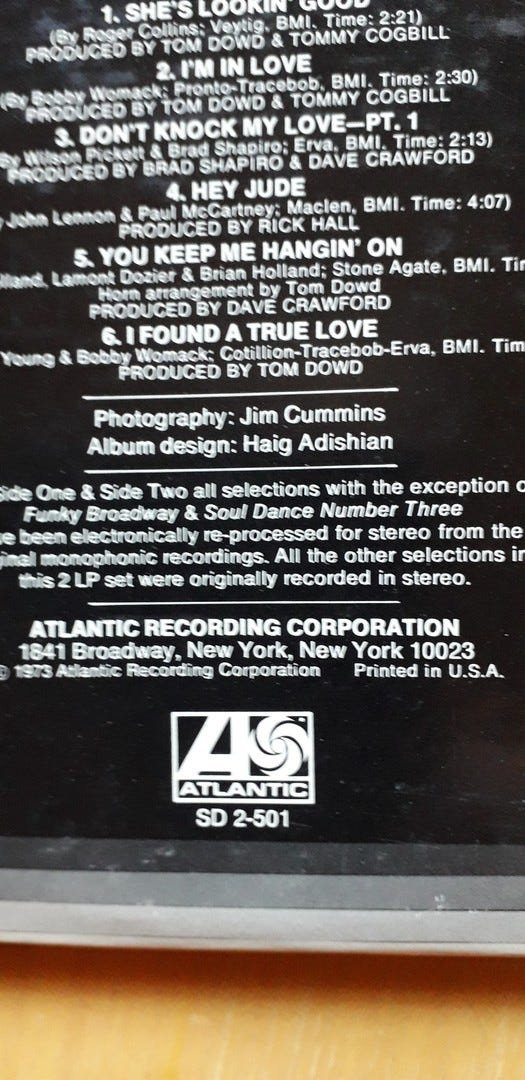 1. SHE'S LOOKIN' GOOD
(By Roger Collins; Veytig, BMI. Time: 2:21)
PRODUCED BY TOM DOWD & TOMMY COGBILL
2. I'M IN LOVE
(By Bobby Womack; Pronto-Tracebob, BMI. Time: 2:30)
PRODUCED BY TOM DOWD & TOMMY COGBILL
3. DON'T KNOCK MY LOVE—PT. 1
By Wilson Pickett & Brad Shapiro; Erva, BMI. Time: 2:13)
PRODUCED BY BRAD SHAPIRO & DAVE CRAWFORD
4. HEY JUDE
John Lennon & Paul McCartney; Maclen, BMI. Time: 4:07)
PRODUCED BY RICK HALL
5. YOU KEEP ME HANGIN' ON
Lamont Dozier & Brian Holland; Stone Agate, BMI.
Horn arrangement by Tom Dowd
PRODUCED BY DAVE CRAWFORD
6. I FOUND A TRUE LOVE
Young & Bobby Womack; Cotillion-Tracebob-Erva, BMI.
PRODUCED BY TOM DOWD
Photography: Jim Cummins
Album design: Haig Adishian
Side One & Side Two all selections with the exception
Funky Broadway & Soul Dance Number Three
been electronically re-processed for stereo from the
monophonic recordings. All the other selections in
this 2 LP set were originally recorded in stereo.
ATLANTIC RECORDING CORPORATION
1841 Broadway, New York, New York 10023
1973 Atlantic Recording Corporation Printed in U.S.A.
ATLANTIC
SD 2-501